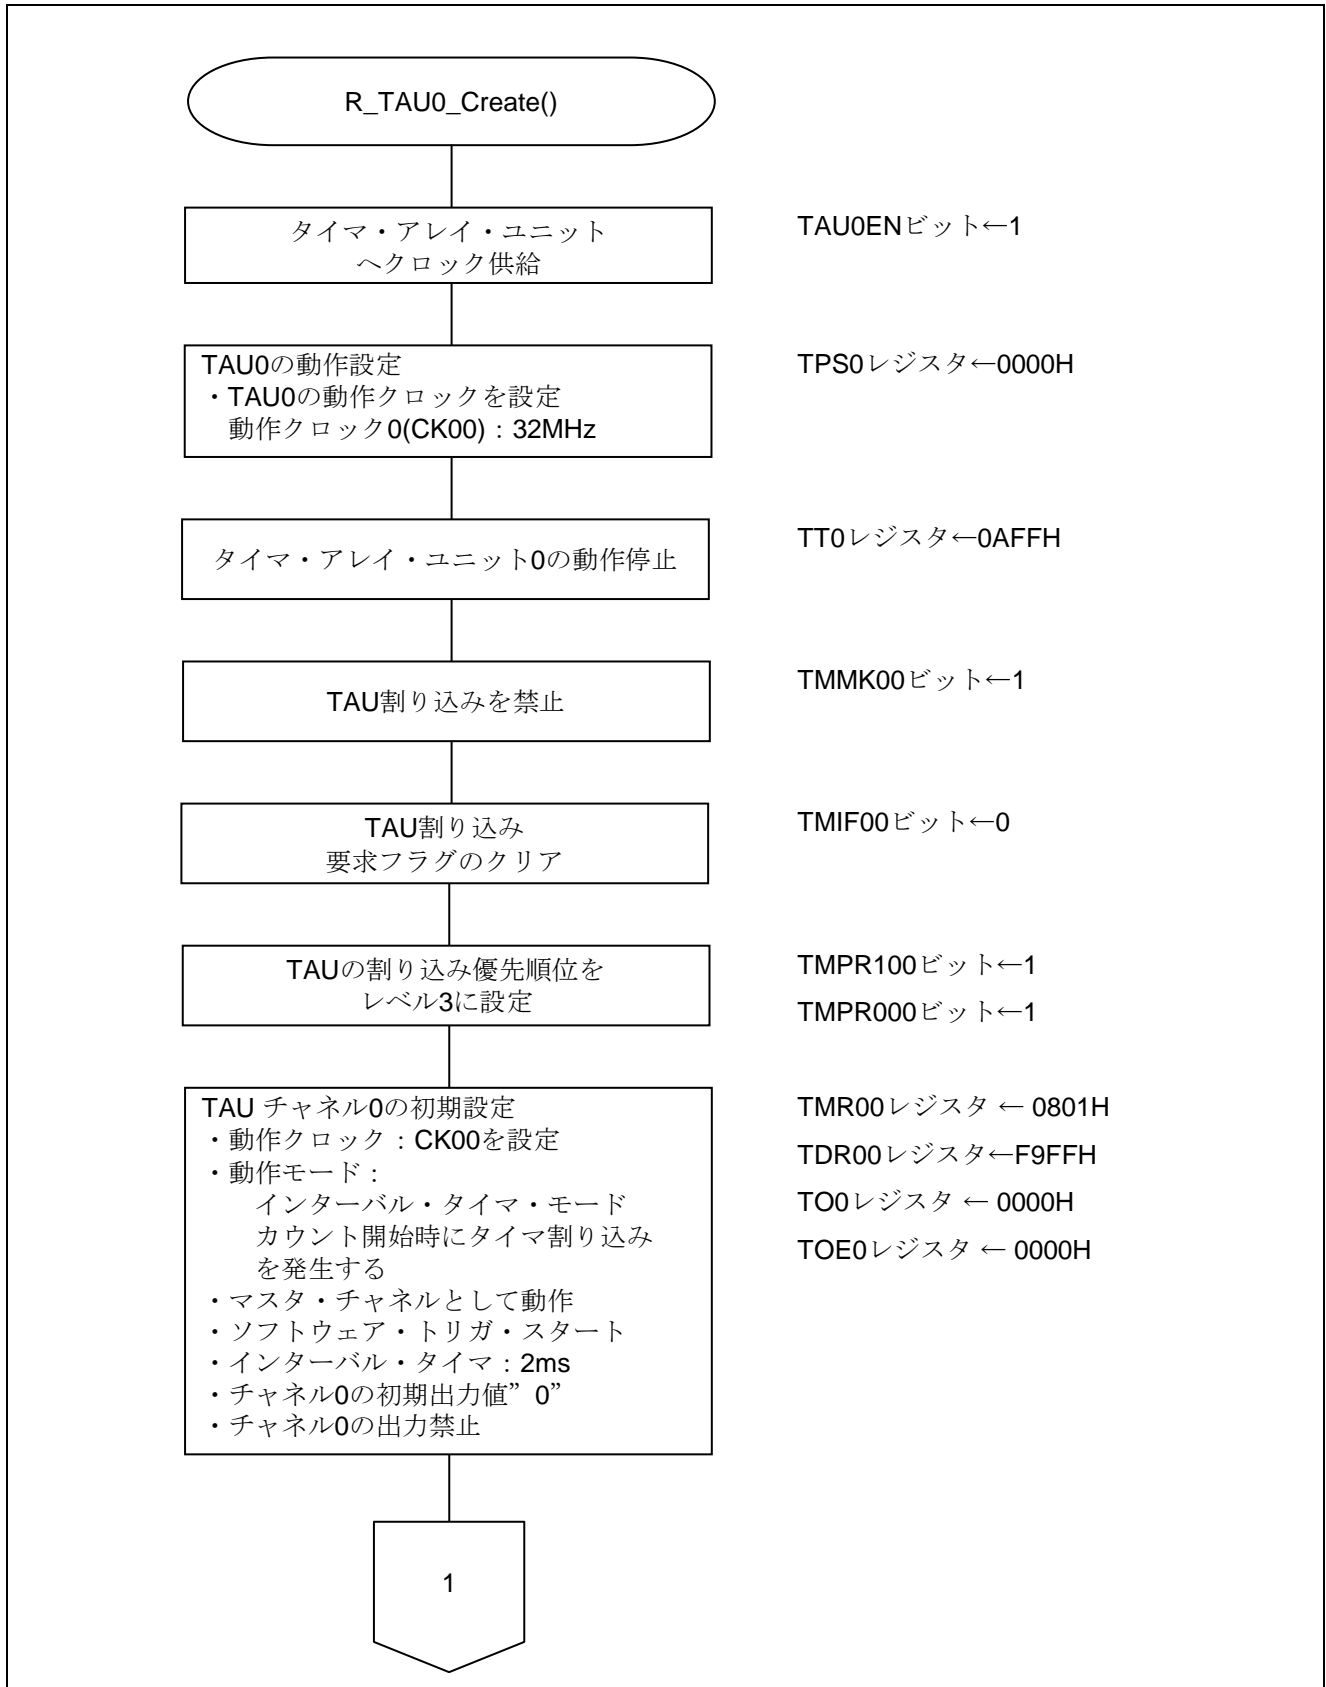 R_TAU0_Create()
タイマ・アレイ・ユニット
へクロック供給
TAU0ENビット←1
TAU0の動作設定
・TAU0の動作クロックを設定
動作クロック0(CK00)：32MHz
TPS0レジスタ←0000H
タイマ・アレイ・ユニット0の動作停止
TT0レジスタ←0AFFH
TAU割り込みを禁止
TMMK00ビット←1
TAU割り込み
要求フラグのクリア
TMIF00ビット←0
TAUの割り込み優先順位を
レベル3に設定
TMPR100ビット←1
TMPR000ビット←1
TAU チャネル0の初期設定
・動作クロック：CK00を設定
・動作モード：
インターバル・タイマ・モード
カウント開始時にタイマ割り込み
を発生する
・マスタ・チャネルとして動作
・ソフトウェア・トリガ・スタート
・インターバル・タイマ：2ms
・チャネル0の初期出力値”0”
・チャネル0の出力禁止
TMR00レジスタ ← 0801H
TDR00レジスタ←F9FFH
TO0レジスタ ← 0000H
TOE0レジスタ ← 0000H
1